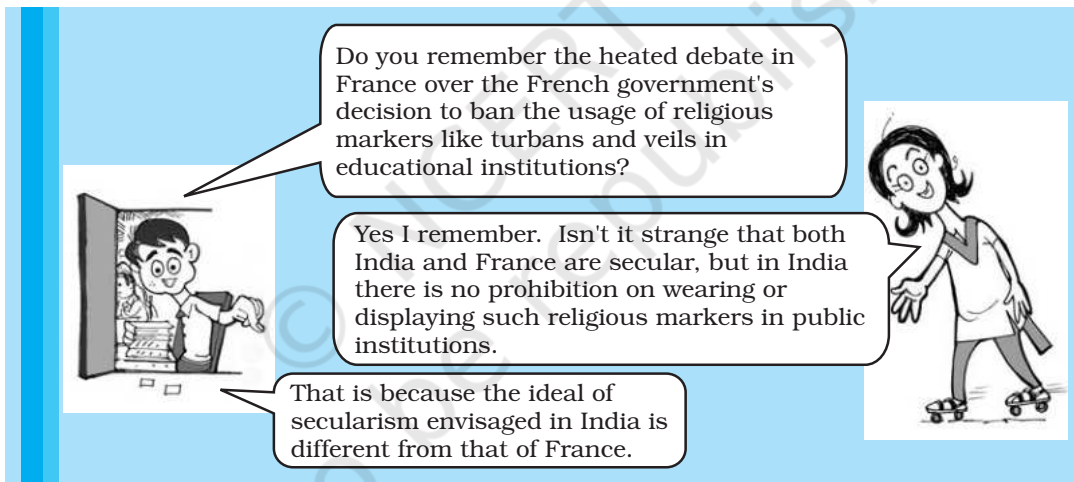 Do you remember the heated debate in
France over the French government's
decision to ban the usage of religious
markers like turbans and veils in
educational institutions?
Yes I remember. Isn't it strange that both
India and France are secular, but in India
there is no prohibition on wearing or
displaying such religious markers in public
institutions.
That is because the ideal of
secularism envisaged in India is
different from that of France.
© NCERT
be republis